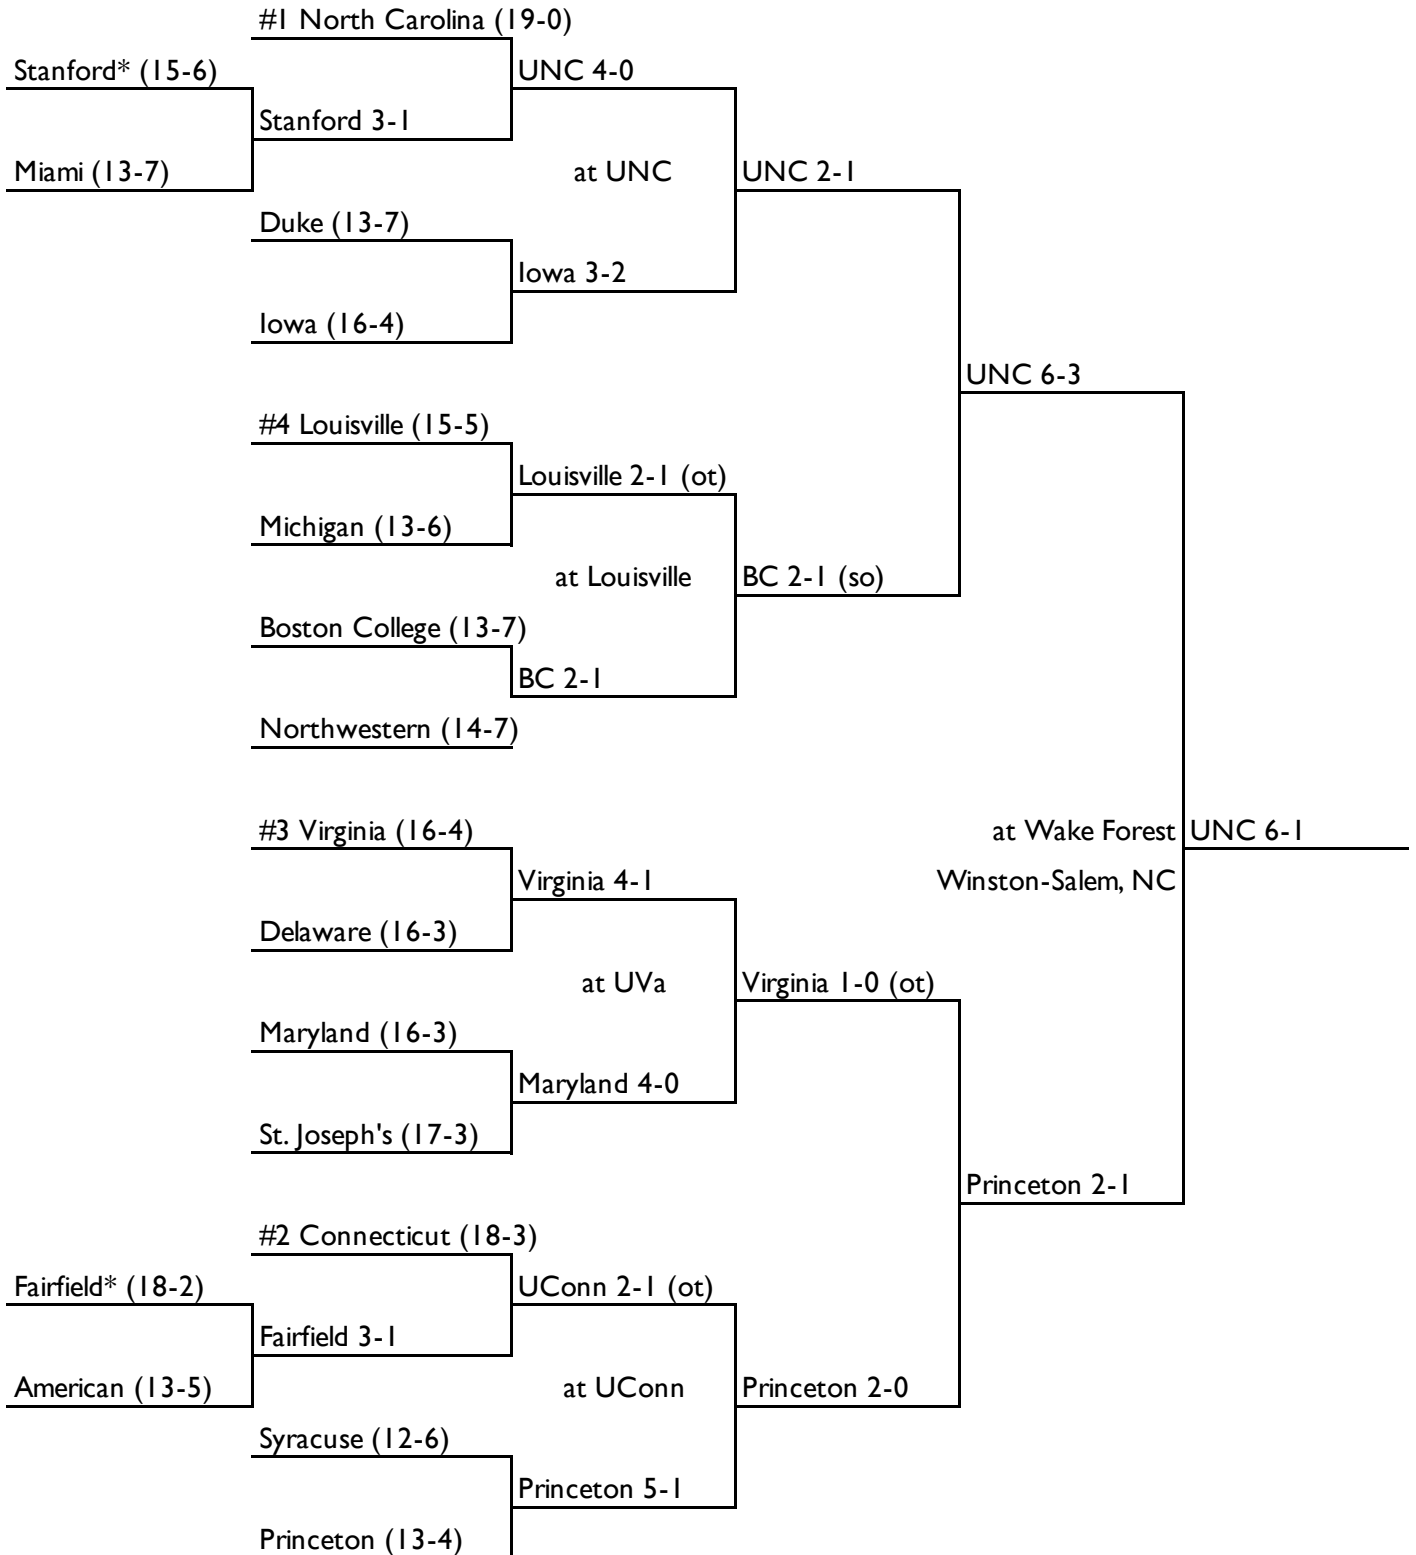 #1 North Carolina (19-0)
Stanford* (15-6)
UNC 4-0
Stanford 3-1
Miami (13-7)
at UNC
UNC 2-1
Duke (13-7)
Iowa 3-2
Iowa (16-4)
UNC 6-3
#4 Louisville (15-5)
Louisville 2-1 (ot)
Michigan (13-6)
at Louisville
BC 2-1 (so)
Boston College (13-7)
BC 2-1
Northwestern (14-7)
#3 Virginia (16-4)
at Wake Forest
UNC 6-1
Virginia 4-1
Winston-Salem, NC
Delaware (16-3)
at UVa
Virginia 1-0 (ot)
Maryland (16-3)
Maryland 4-0
St. Joseph's (17-3)
Princeton 2-1
#2 Connecticut (18-3)
Fairfield* (18-2)
UConn 2-1 (ot)
Fairfield 3-1
American (13-5)
at UConn
Princeton 2-0
Syracuse (12-6)
Princeton 5-1
Princeton (13-4)